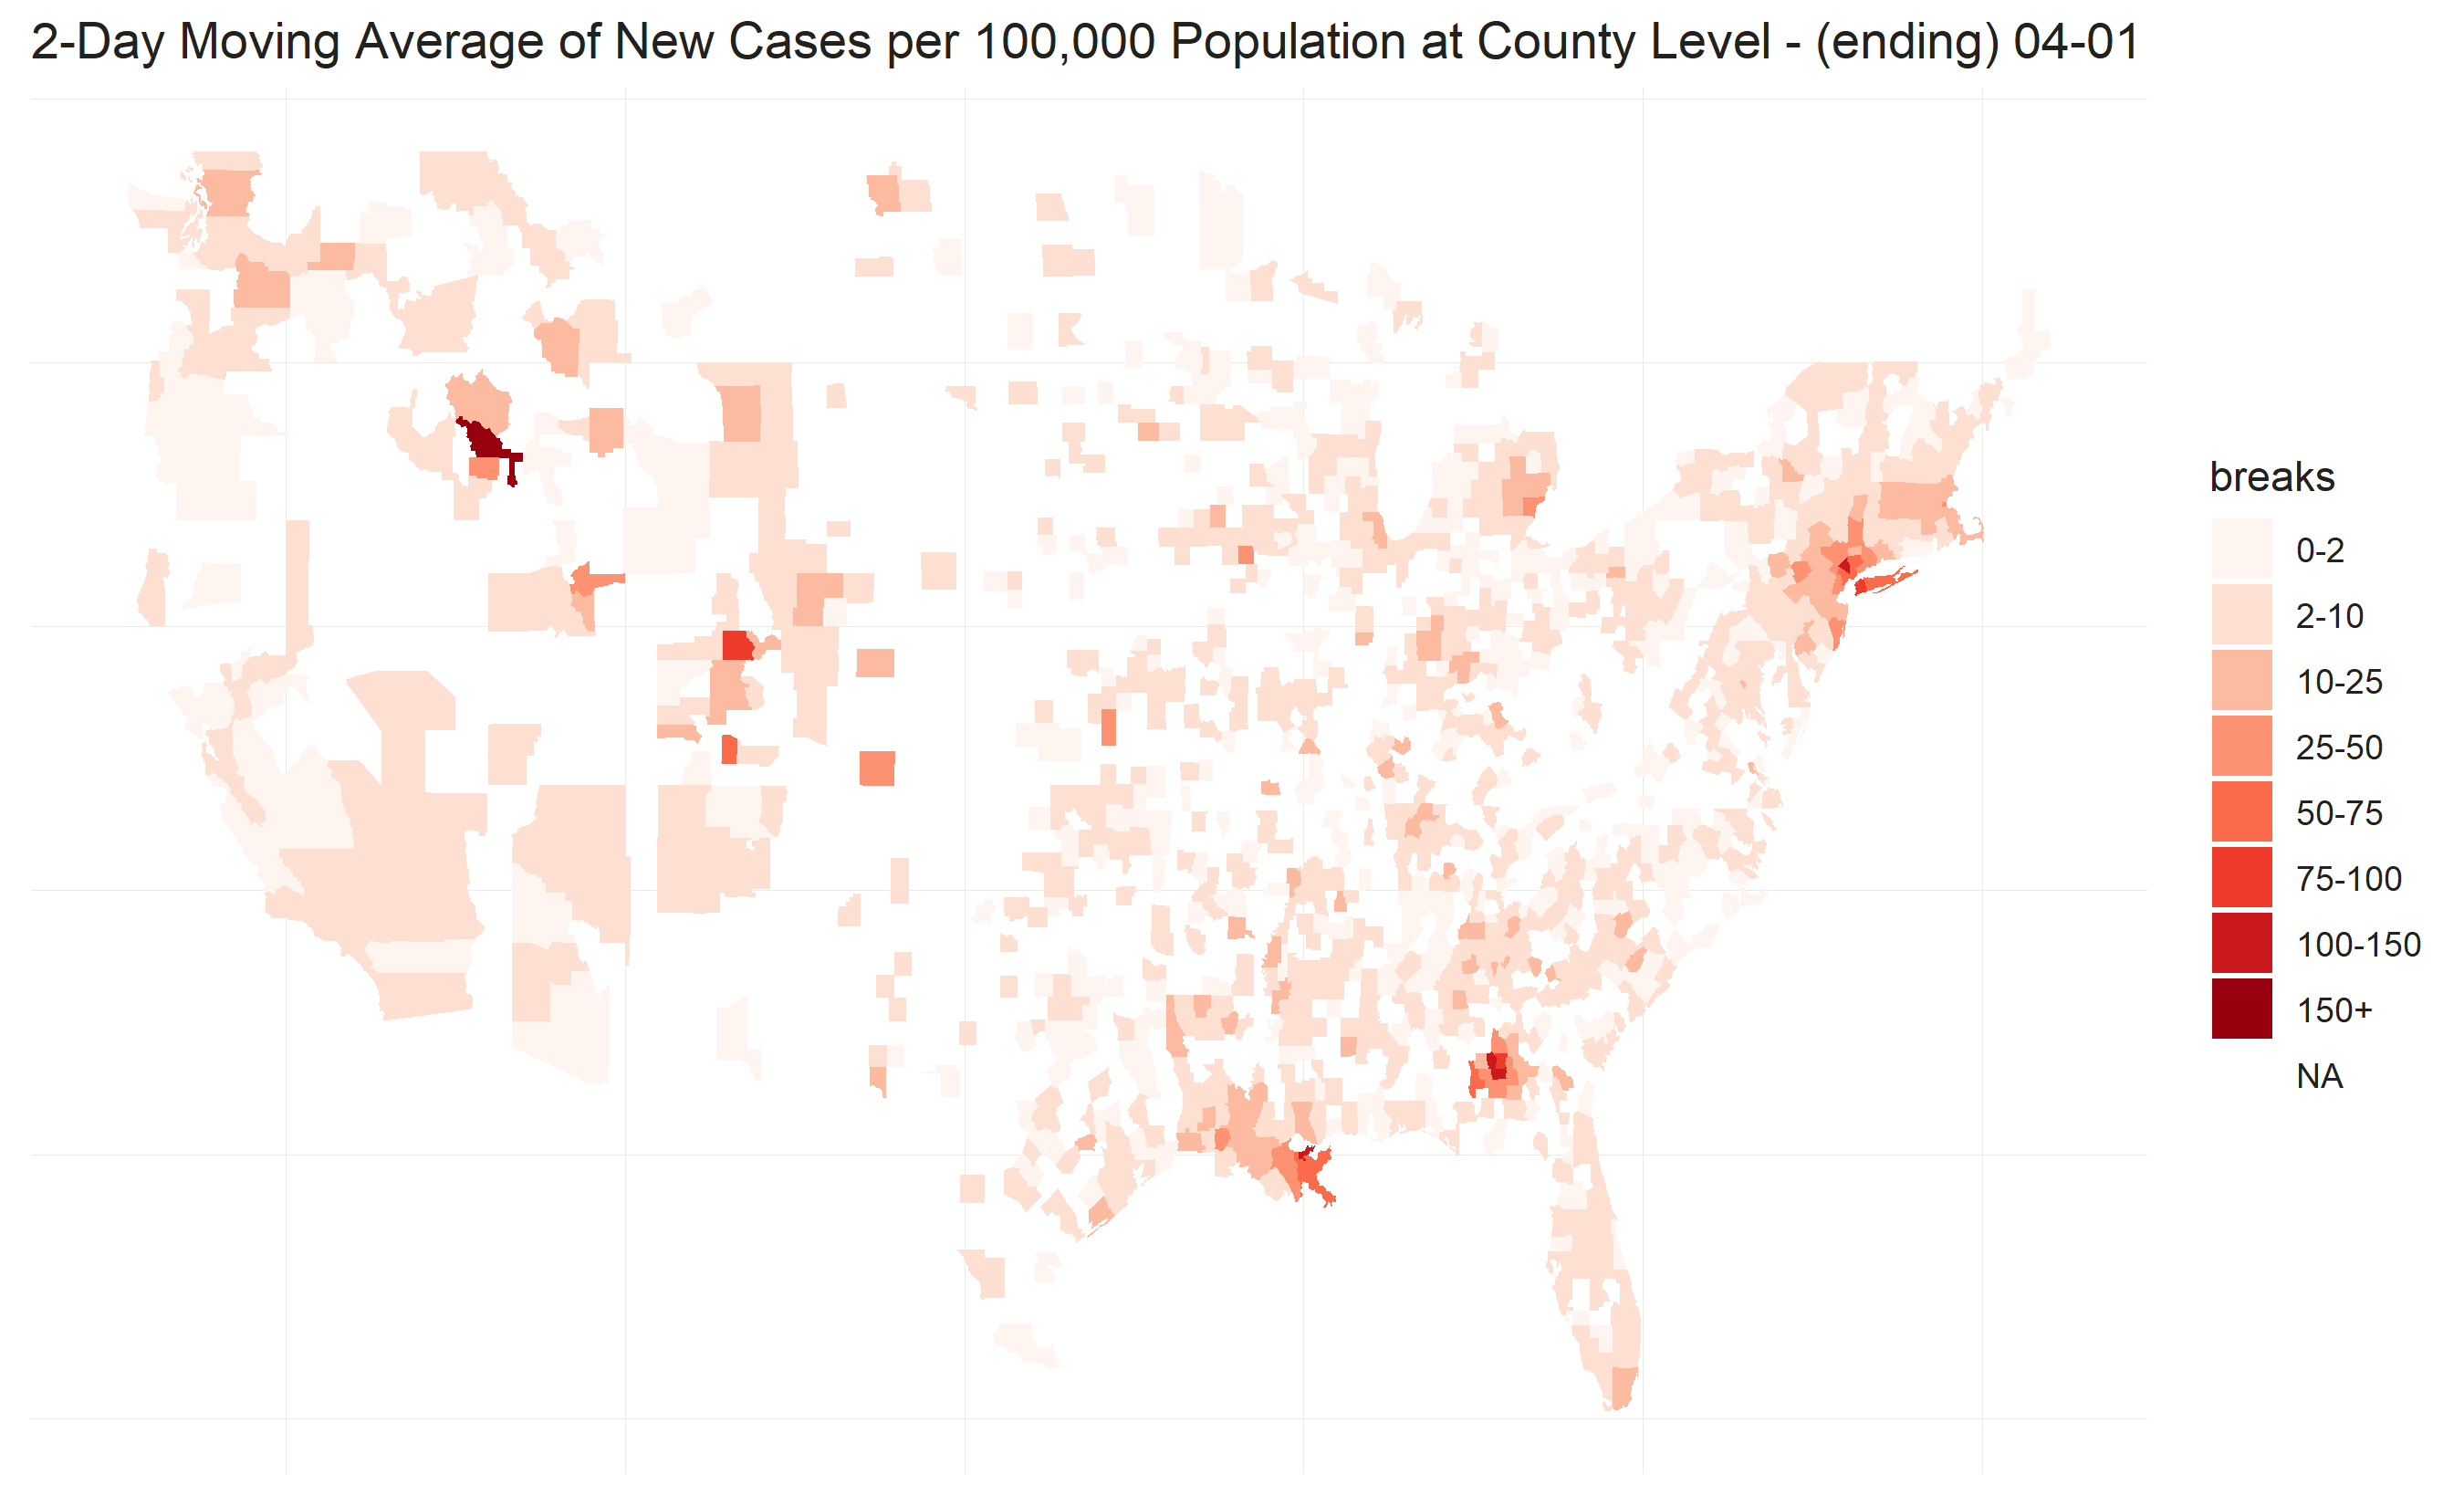 2-Day Moving Average of New Cases per 100,000 Population at County Level - (ending) 04-01
breaks
0-2
2-10
10-25
25-50
50-75
75-100
100-150
150+
NA